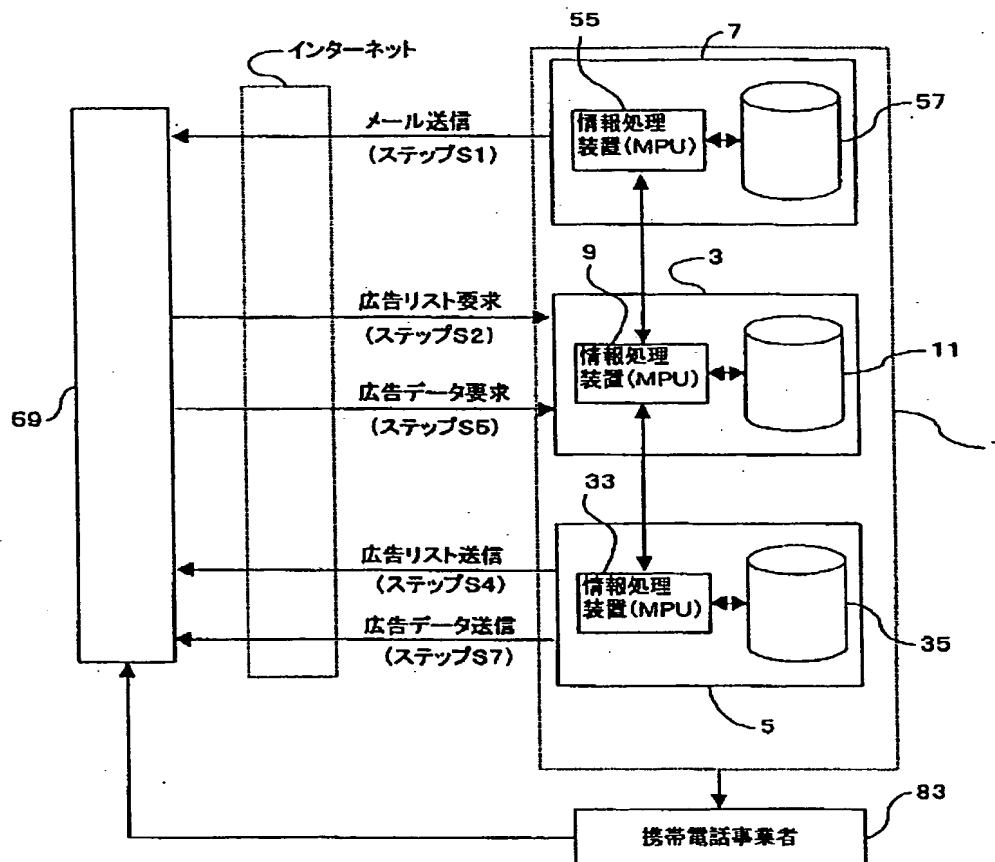 55
7
インターネット
57
メール送信
(ステップS1)
情報処理
装置(MPU)
9
3
広告リスト要求
(ステップS2)
情報処理
装置(MPU)
11
広告データ要求
(ステップS5)
69
33
広告リスト送信
(ステップS4)
情報処理
装置(MPU)
広告データ送信
(ステップS7)
35
5
83
携帯電話事業者